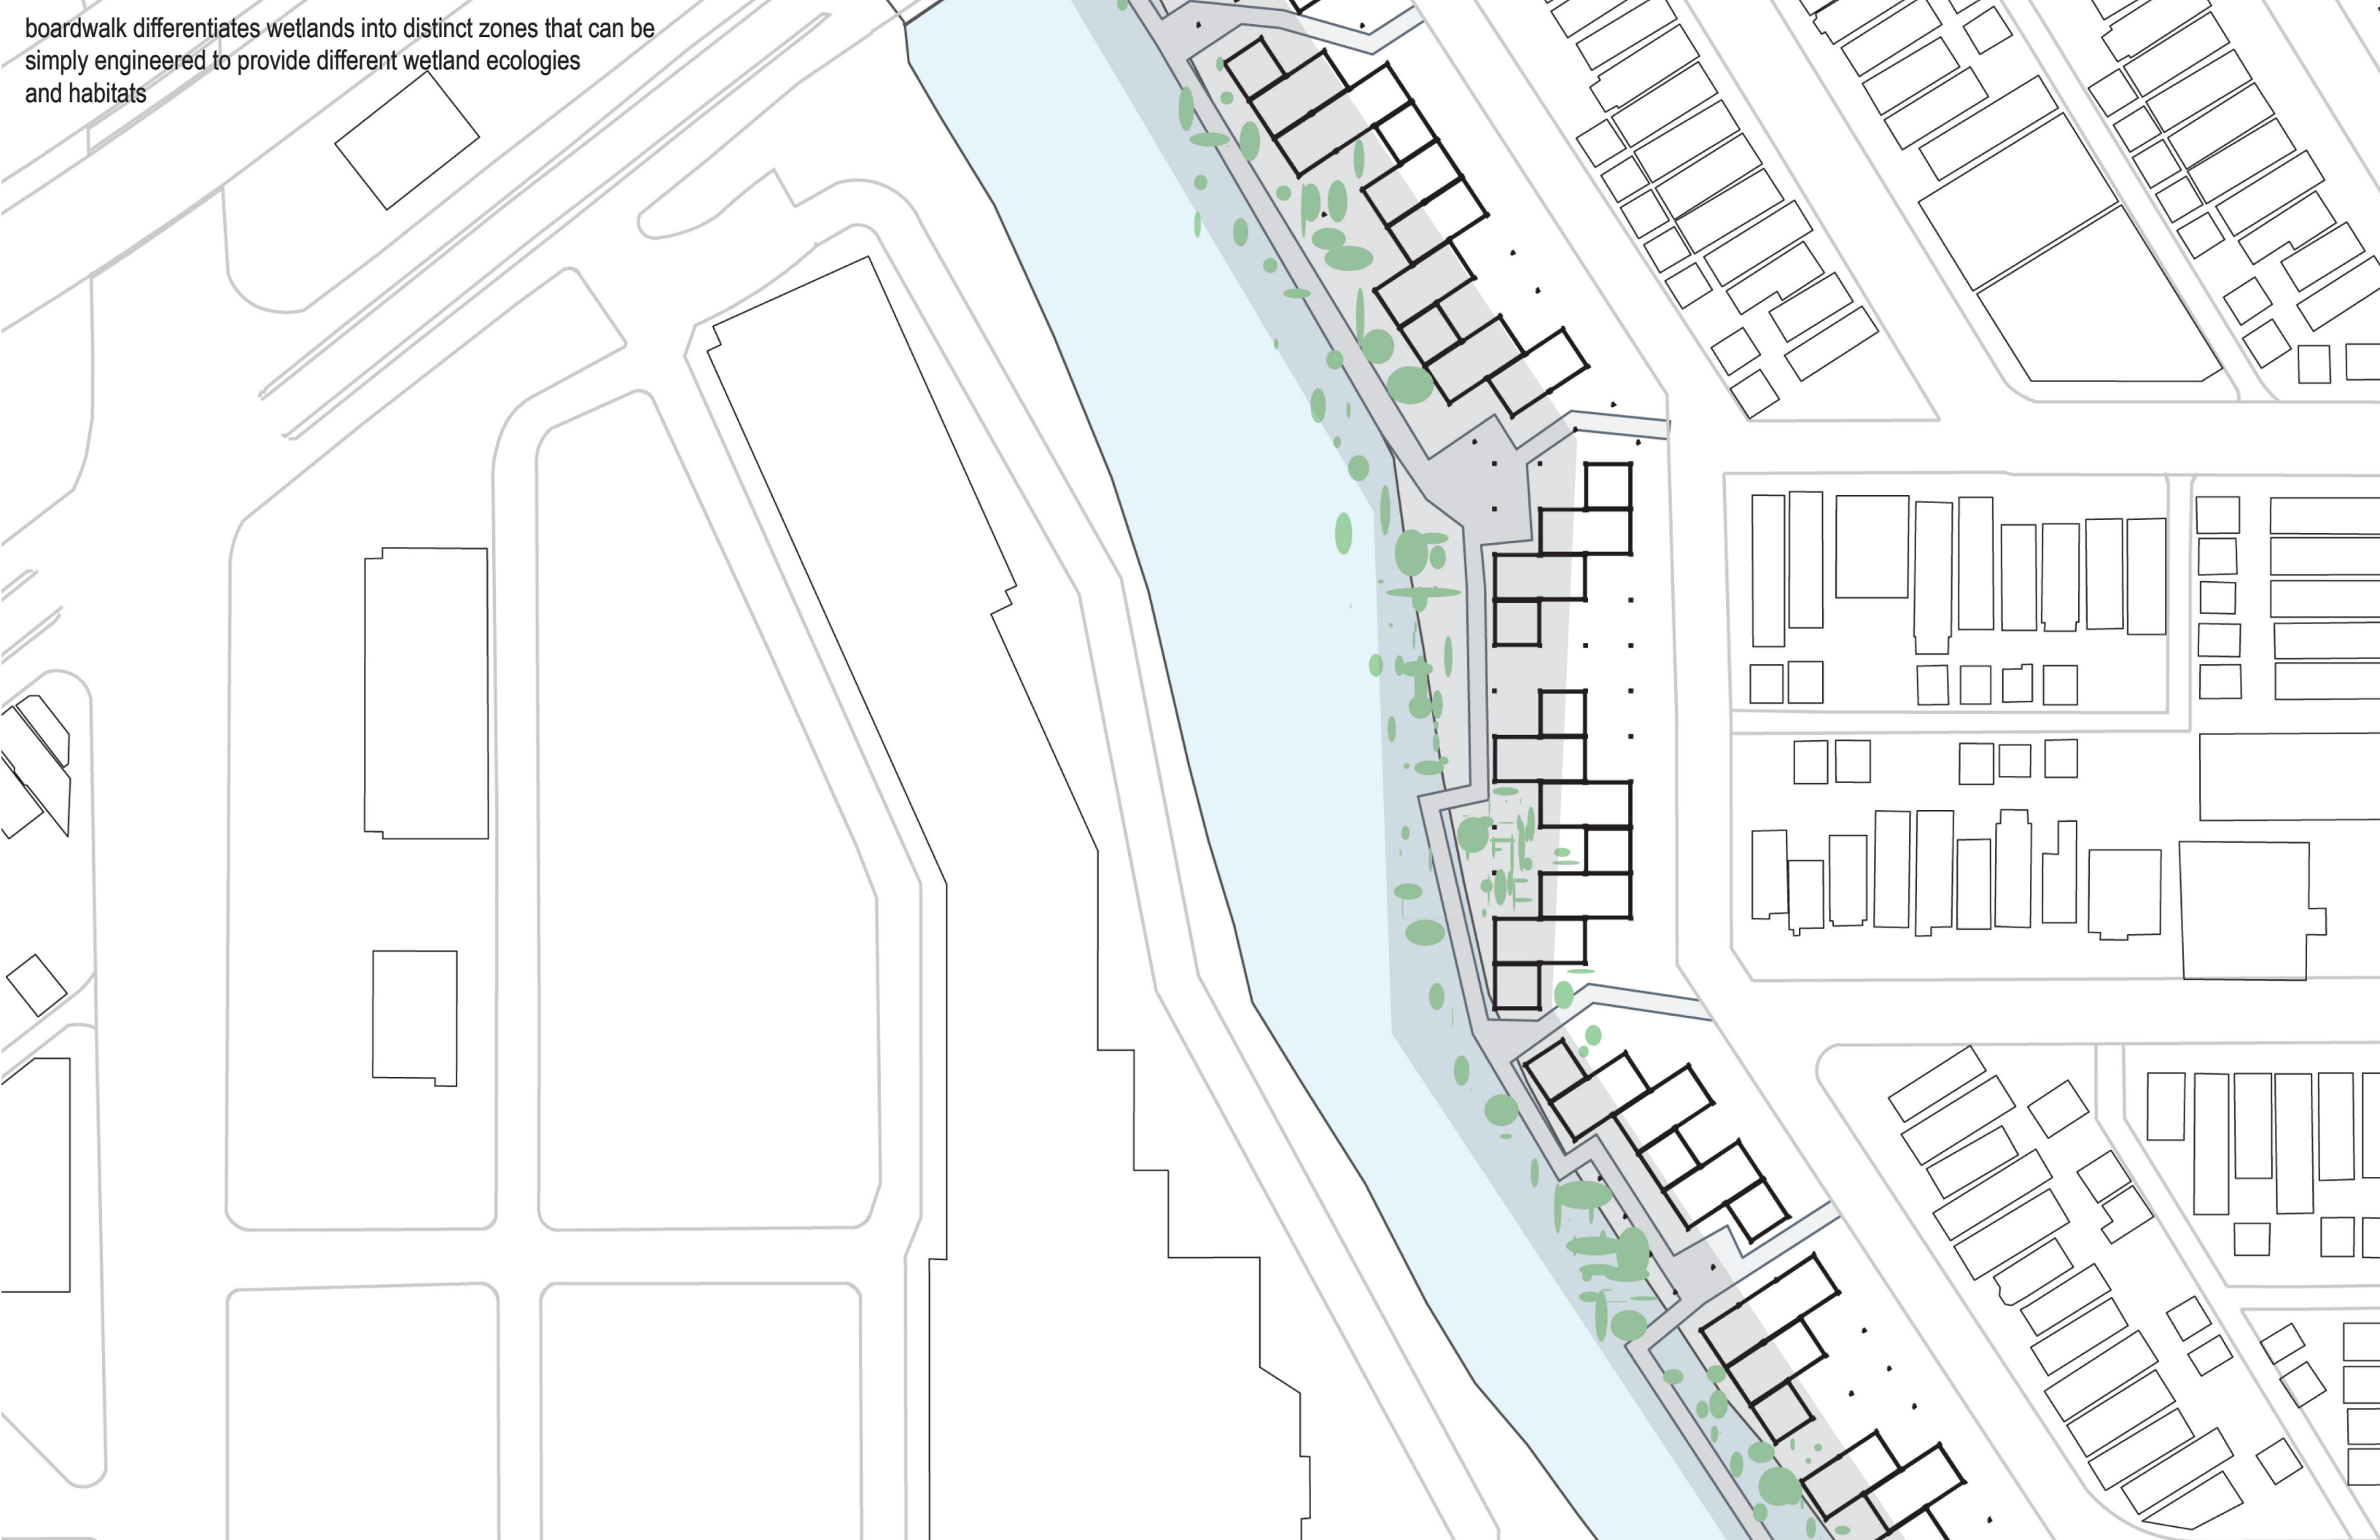 boardwalk differentiates wetlands into distinct zones that can be
simply engineered to provide different wetland ecologies
and habitats